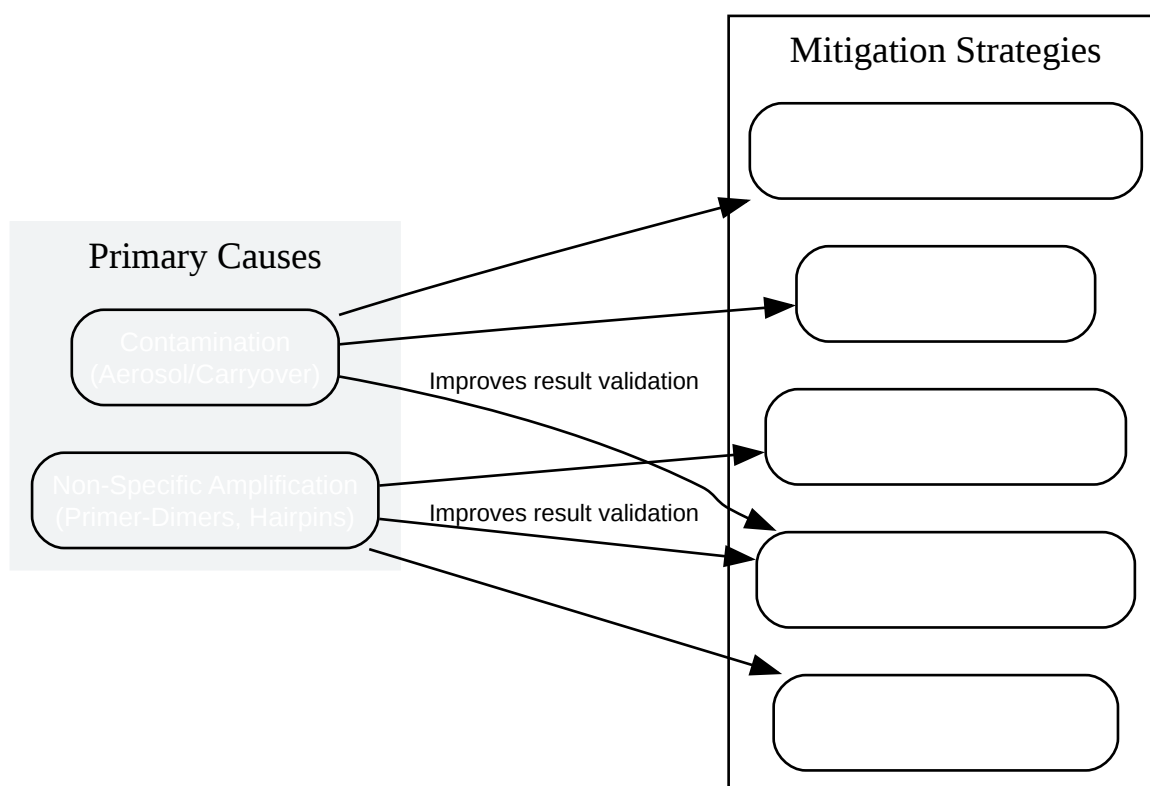 Mitigation Strategies
Primary Causes
Contamination
(Aerosol/Carryover)
Improves result validation
Non-Specific Amplification
(Primer-Dimers, Hairpins)
Improves result validation